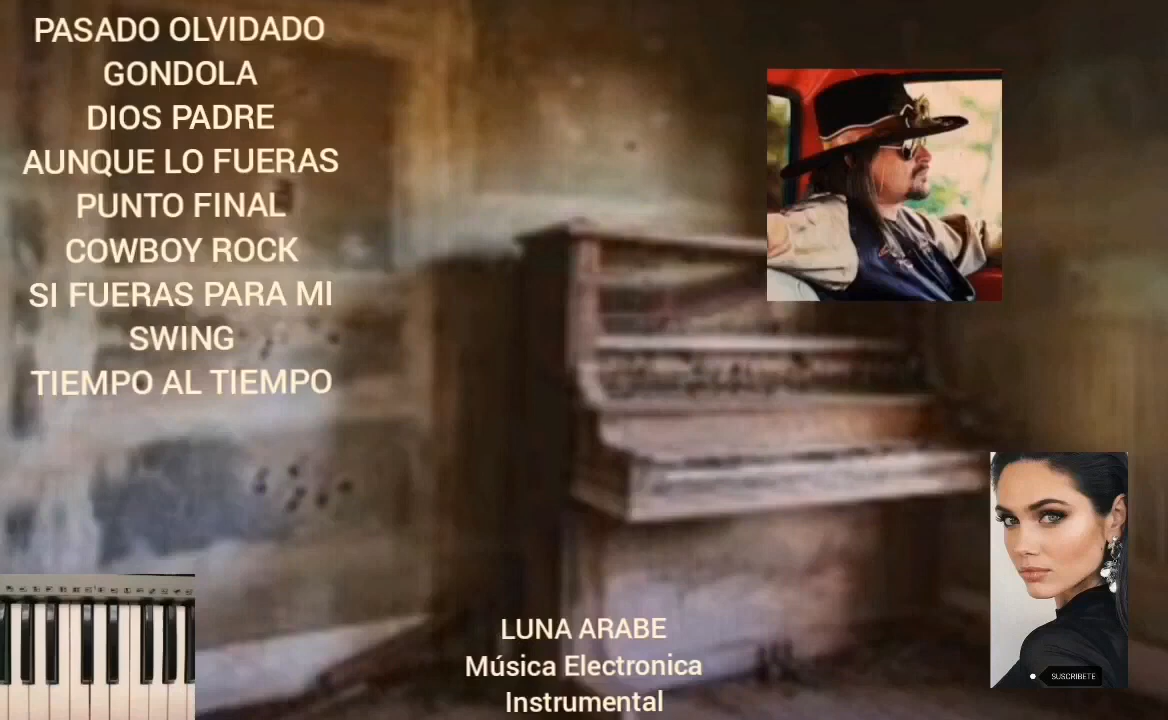 PASADO OLVIDADO
GONDOLA
DIOS PADRE
AUNQUE LO FUERAS
PUNTO FINAL
COWBOY ROCK
SI FUERAS PARA MI
SWING
TIEMPO AL TIEMPO
SUSCRIBETE
LUNA ARABE
Música Electronica
Instrumental